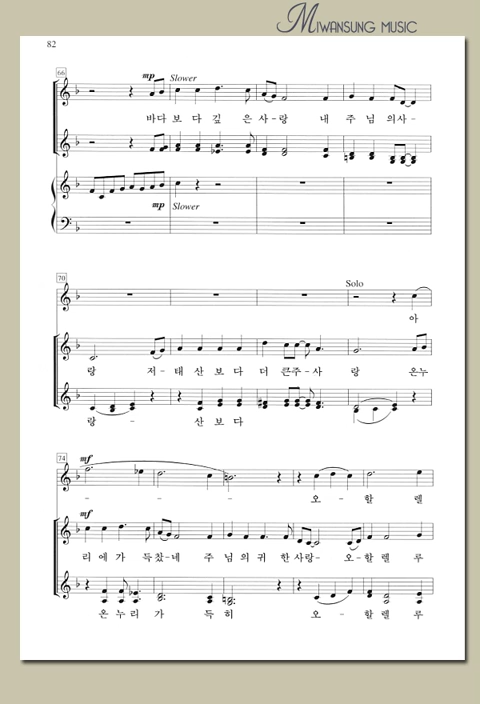 MIWANSUNG MUSIC
82
66
mp Slower
바다보다깊은사-랑 내 주님의사-
mp Slower
70
Solo
아
랑 저-태산보다더큰주-사 랑 온누
랑 - 산보다
74
mf
- - - 오-할렐
mf
리에가 득찼-네 주님의귀 한사랑- 오-할렐루
온누리가 득히 오-할렐루